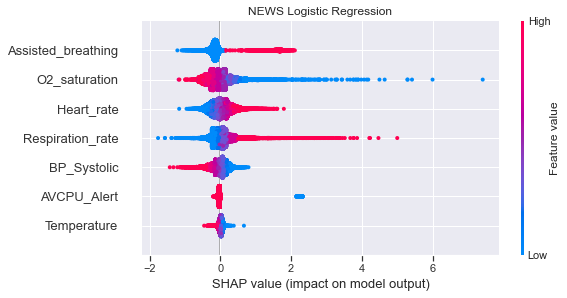 NEWS Logistic Regression
High
Assisted_breathing
O2_saturation
Heart_rate
Respiration_rate
BP_Systolic
AVCPU_Alert
Temperature
Feature value
Low
−2 0 2 4 6
SHAP value (impact on model output)